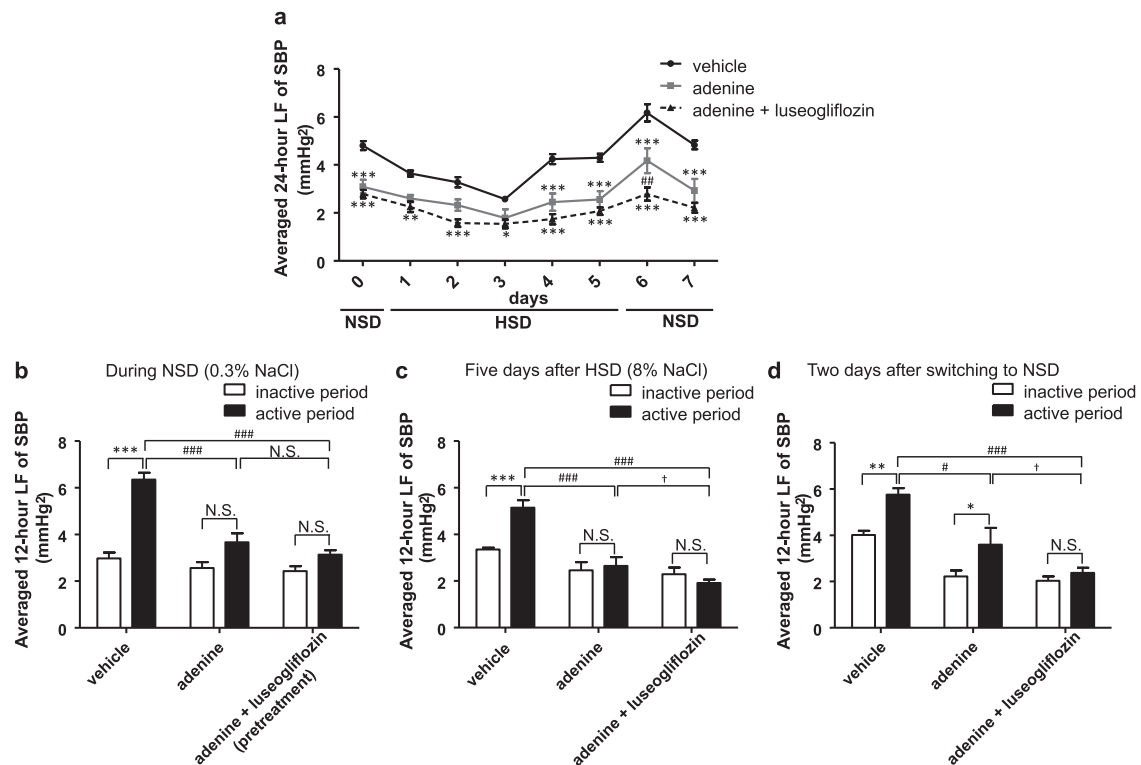 a
Averaged 24-hour LF of SBP
(mmHg²)
8
6
4
2
0
vehicle
adenine
adenine + luseogliflozin
***
***
**
***
*
***
***
***
***
***
##
***
***
***
0 1 2 3 4 5 6 7
days
NSD HSD NSD
b During NSD (0.3% NaCl)
inactive period
active period
Averaged 12-hour LF of SBP
(mmHg²)
8
6
4
2
0
###
*** ### N.S.
N.S.
N.S.
vehicle
adenine
adenine + luseogliflozin
(pretreatment)
c Five days after HSD (8% NaCl)
inactive period
active period
Averaged 12-hour LF of SBP
(mmHg²)
8
6
4
2
0
###
*** ### †
N.S.
N.S.
vehicle
adenine
adenine + luseogliflozin
d Two days after switching to NSD
inactive period
active period
Averaged 12-hour LF of SBP
(mmHg²)
8
6
4
2
0
###
** # †
*
N.S.
vehicle
adenine
adenine + luseogliflozin